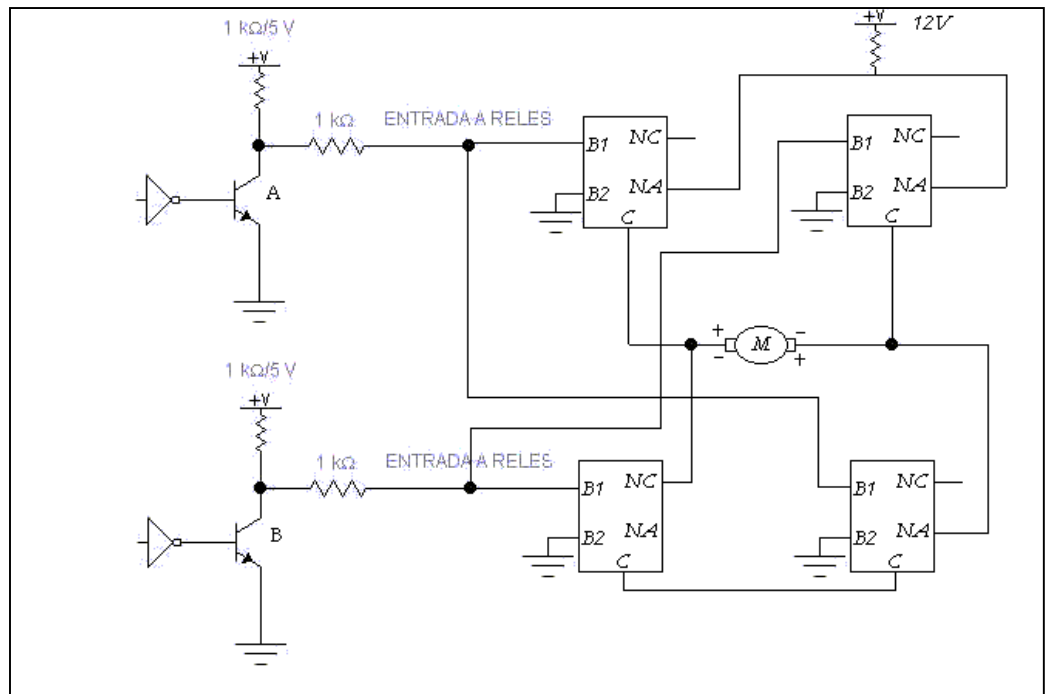 1 kΩ/5 V
+V
1 kΩ
ENTRADA A RELES
A
+V
12V
B1
NC
B2
NA
C
B1
NC
B2
NA
C
+
-
M
-
+
1 kΩ/5 V
+V
1 kΩ
ENTRADA A RELES
B
B1
NC
B2
NA
C
B1
NC
B2
NA
C